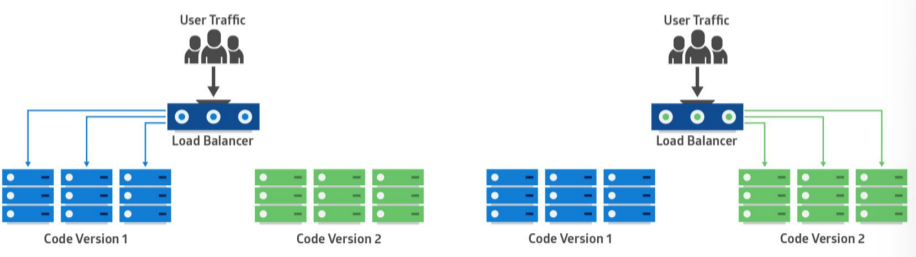 User Traffic
Load Balancer
Code Version 1
Code Version 2
User Traffic
Load Balancer
Code Version 1
Code Version 2